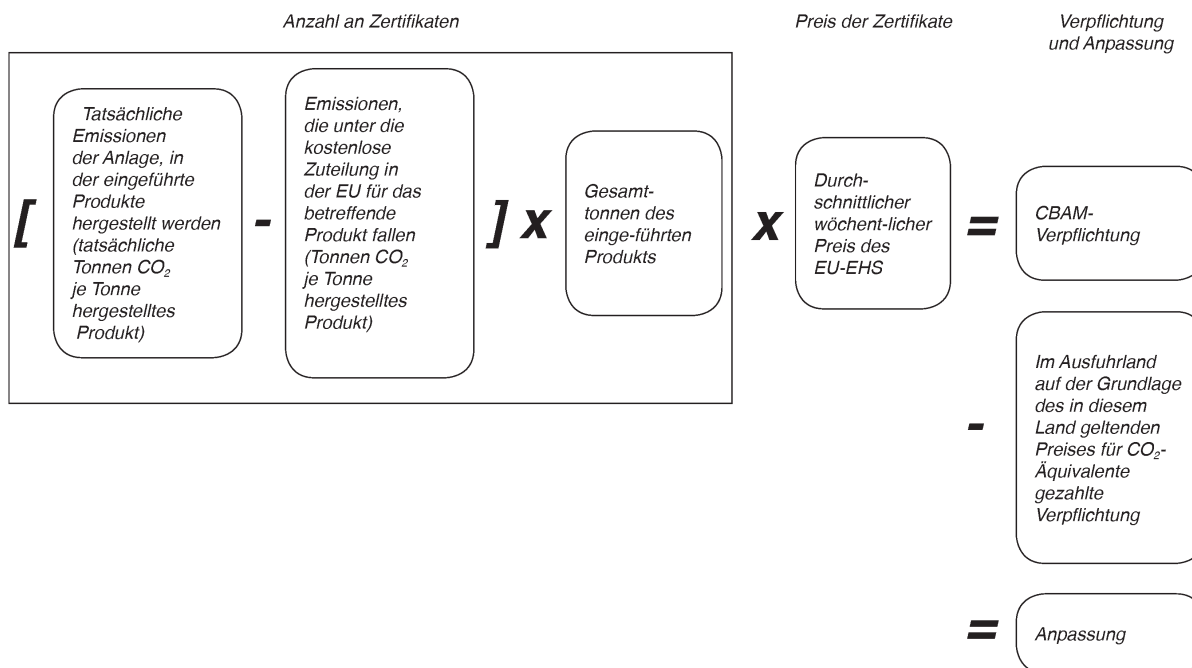 Anzahl an Zertifikaten
Preis der Zertifikate
Verpflichtung
und Anpassung
[
Tatsächliche
Emissionen
der Anlage, in
der eingeführte
Produkte
hergestellt werden
(tatsächliche
Tonnen CO₂
je Tonne
hergestelltes
Produkt)
-
Emissionen,
die unter die
kostenlose
Zuteilung in
der EU für das
betreffende
Produkt fallen
(Tonnen CO₂
je Tonne
hergestelltes
Produkt)
] x
Gesamt-
tonnen des
einge-führten
Produkts
x
Durch-
schnittlicher
wöchent-licher
Preis des
EU-EHS
=
CBAM-
Verpflichtung
-
Im Ausfuhrland
auf der Grundlage
des in diesem
Land geltenden
Preises für CO₂-
Äquivalente
gezahlte
Verpflichtung
=
Anpassung